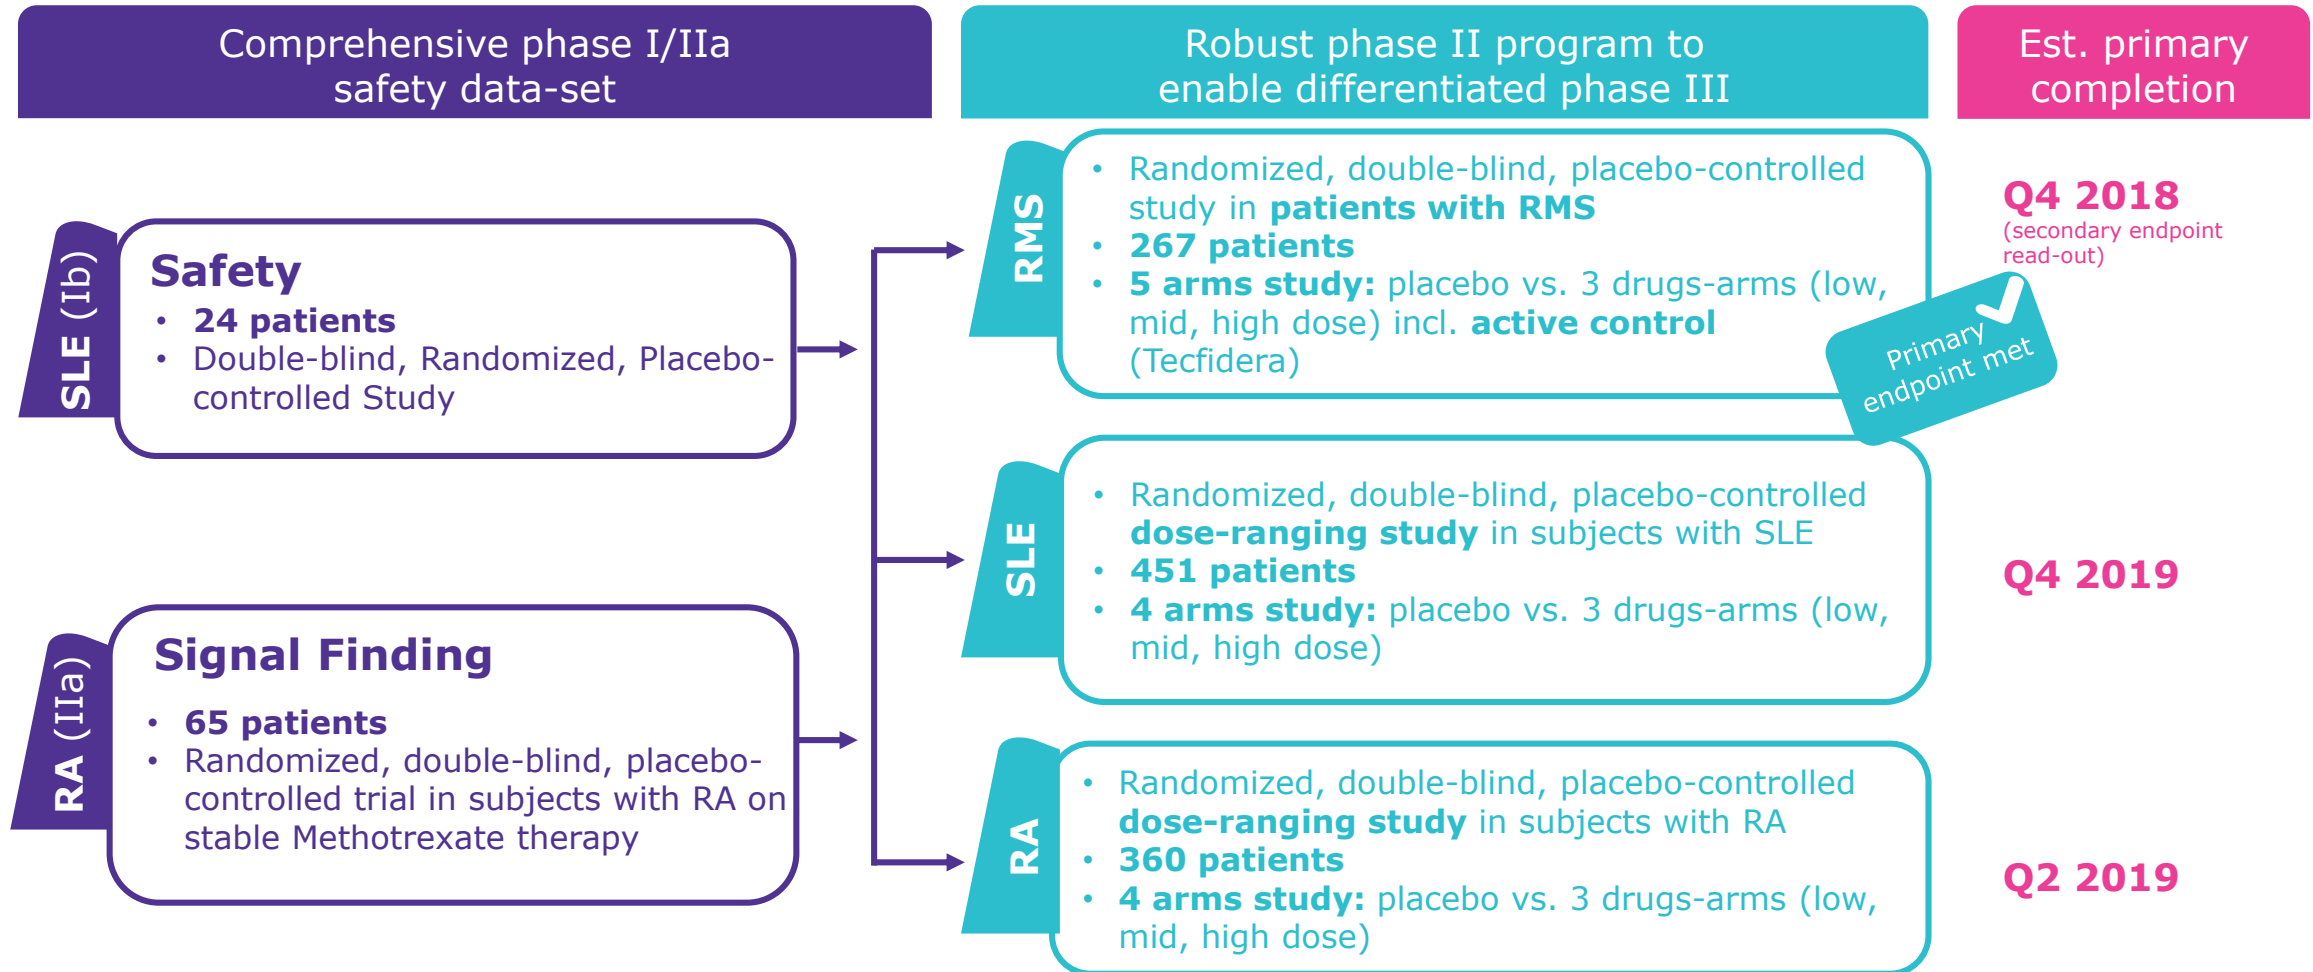 Comprehensive phase I/IIa
safety data-set
Robust phase II program to
enable differentiated phase III
Est. primary
completion
SLE (Ib)
Safety
• 24 patients
• Double-blind, Randomized, Placebo-
controlled Study
RA (IIa)
Signal Finding
• 65 patients
• Randomized, double-blind, placebo-
controlled trial in subjects with RA on
stable Methotrexate therapy
RMS
• Randomized, double-blind, placebo-controlled
study in patients with RMS
• 267 patients
• 5 arms study: placebo vs. 3 drugs-arms (low,
mid, high dose) incl. active control
(Tecfidera)
Q4 2018
(secondary endpoint
read-out)
Primary
endpoint met
SLE
• Randomized, double-blind, placebo-controlled
dose-ranging study in subjects with SLE
• 451 patients
• 4 arms study: placebo vs. 3 drugs-arms (low,
mid, high dose)
Q4 2019
RA
• Randomized, double-blind, placebo-controlled
dose-ranging study in subjects with RA
• 360 patients
• 4 arms study: placebo vs. 3 drugs-arms (low,
mid, high dose)
Q2 2019